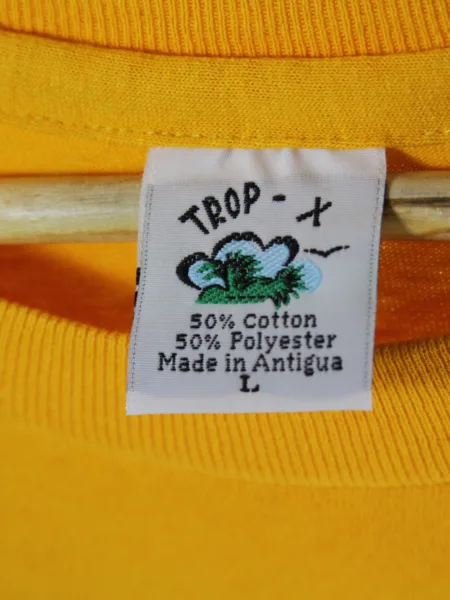 TROP - X
50% Cotton
50% Polyester
Made in Antigua
L